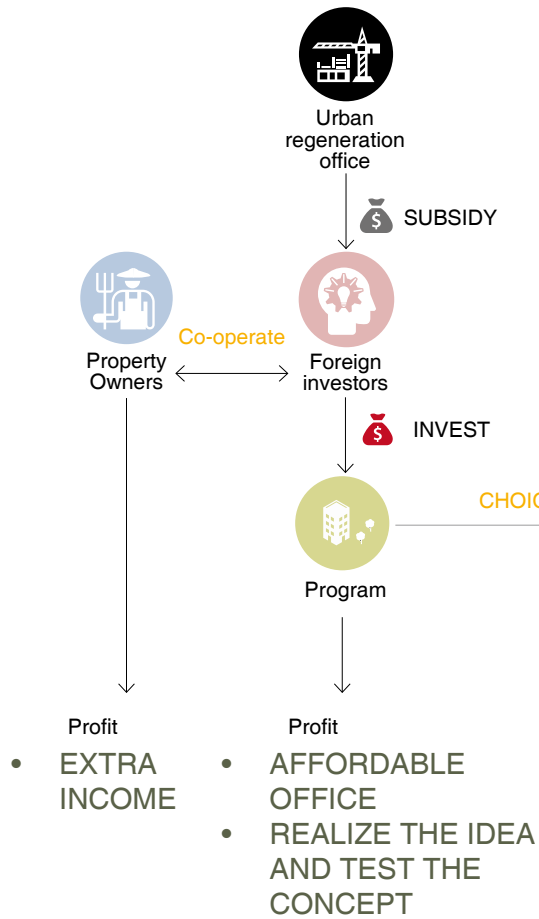 Urban
regeneration
office
SUBSIDY
Co-operate
Property
Owners
Foreign
investors
INVEST
CHOIC
Program
Profit
• EXTRA
INCOME
Profit
• AFFORDABLE
OFFICE
• REALIZE THE IDEA
AND TEST THE
CONCEPT